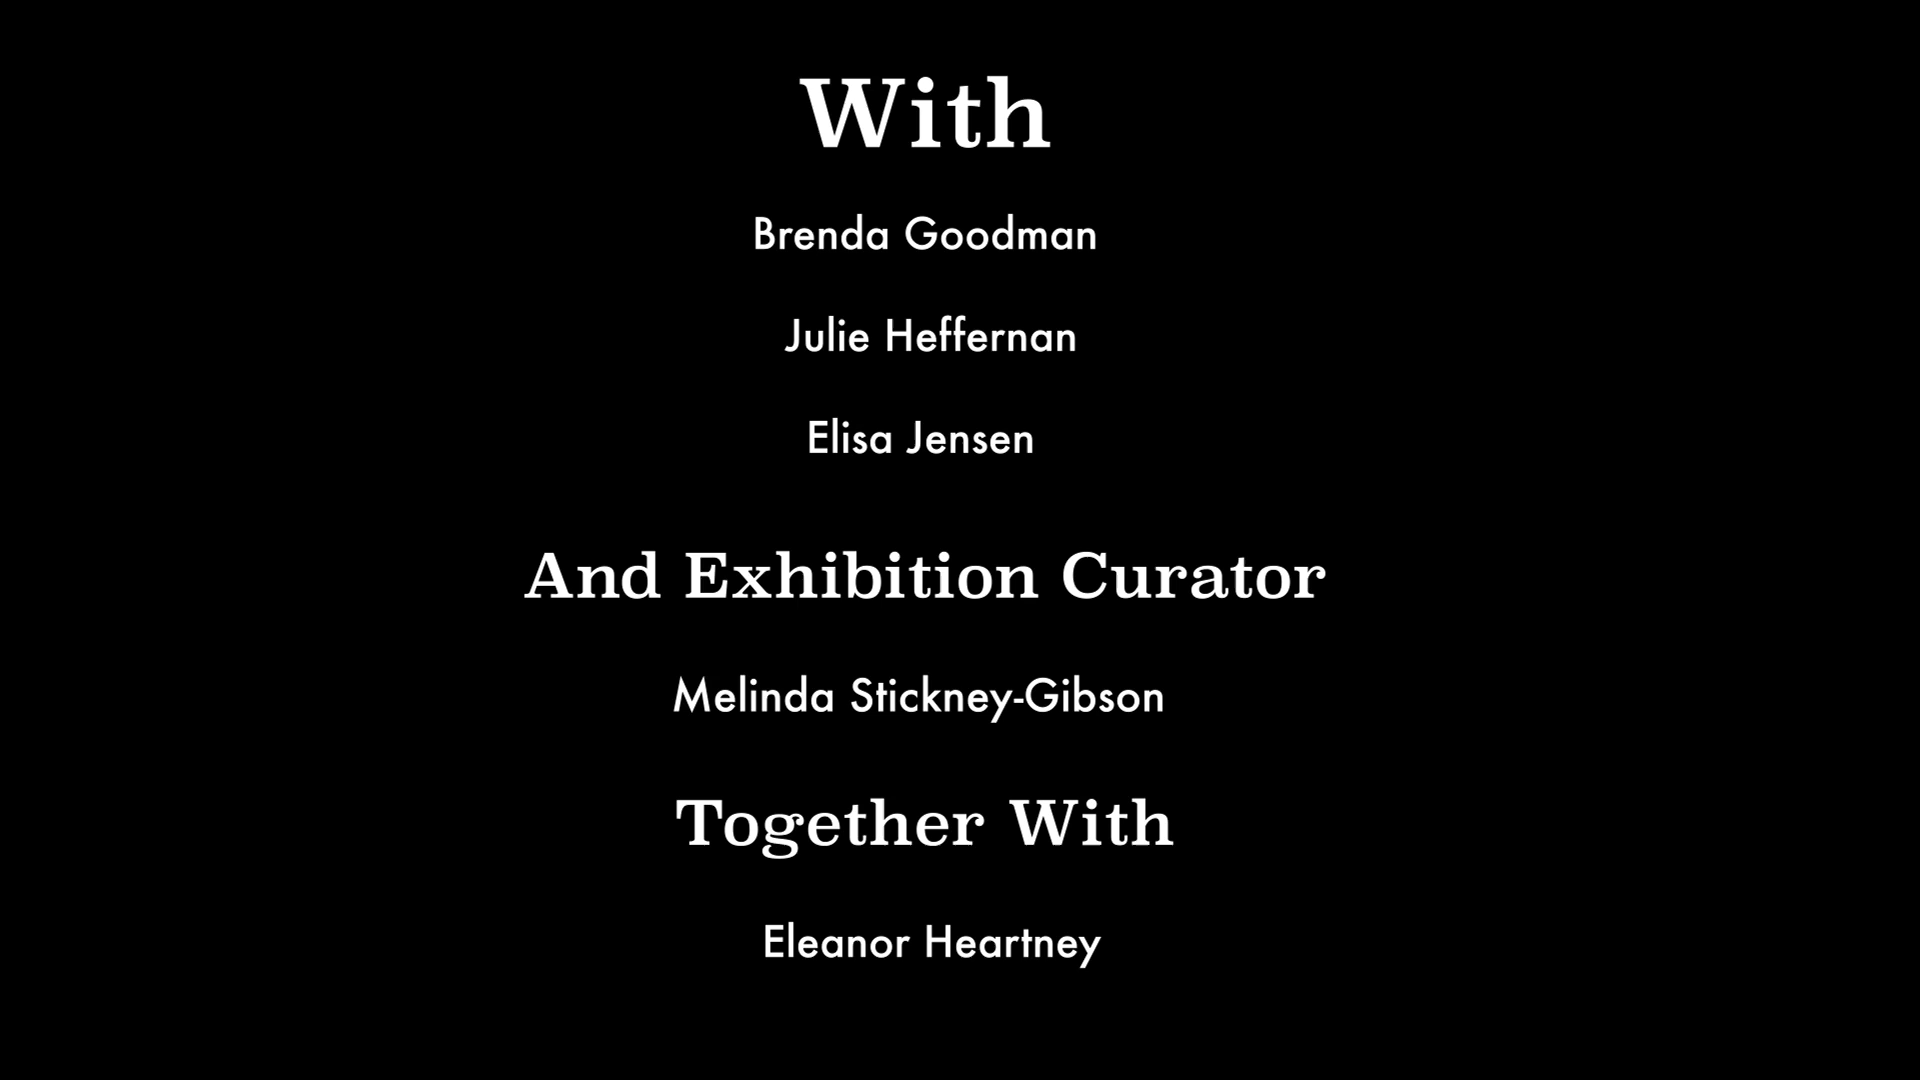 With
Brenda Goodman
Julie Heffernan
Elisa Jensen
And Exhibition Curator
Melinda Stickney-Gibson
Together With
Eleanor Heartney